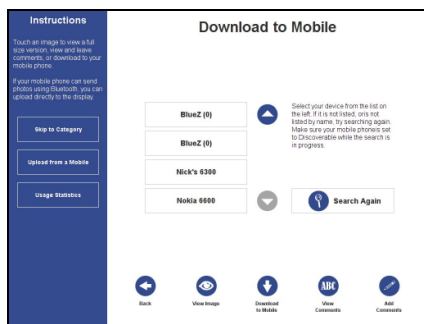 Instructions
Touch an image to view a full
size version, view and leave
comments, or download to your
mobile phone.
If your mobile phone can send
photos using Bluetooth, you can
upload directly to the display.
Skip to Category
Upload from a Mobile
Usage Statistics
Download to Mobile
BlueZ (0)
BlueZ (0)
Nick's 6300
Nokia 6600
Select your device from the list on
the left. If it is not listed, or is not
listed by name, try searching again.
Make sure your mobile phone is set
to Discoverable while the search is
in progress.
Search Again
Back
View Image
Download
to Mobile
ABC
View
Comments
Add
Comments